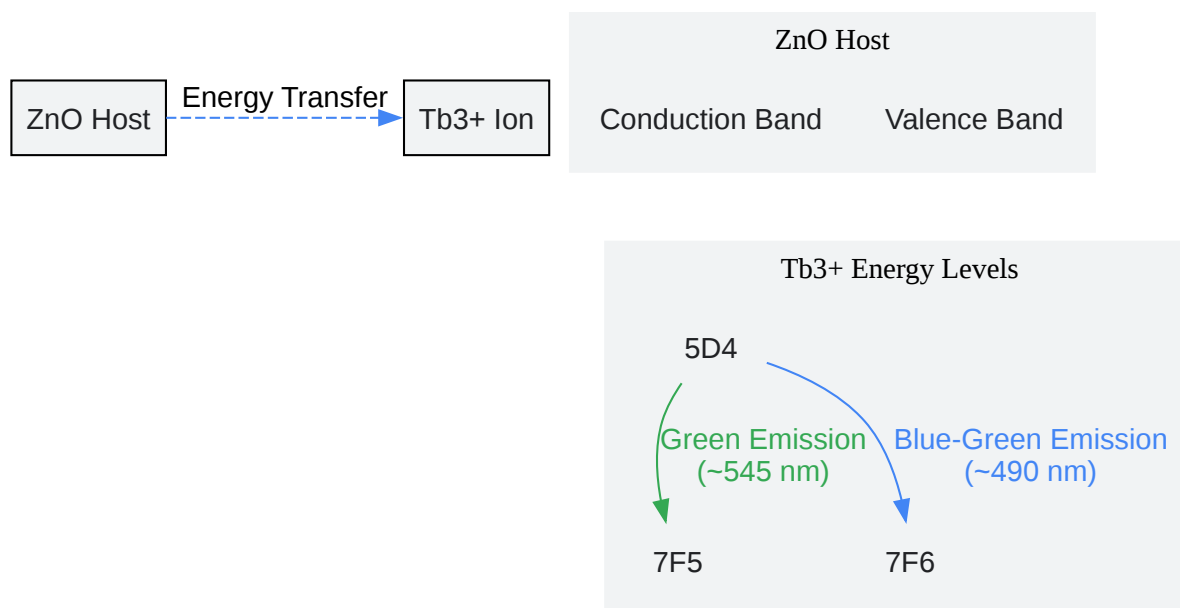 ZnO Host
Energy Transfer
Tb3+ Ion
ZnO Host
Conduction Band
Valence Band
Tb3+ Energy Levels
5D4
Green Emission
(~545 nm)
Blue-Green Emission
(~490 nm)
7F5
7F6